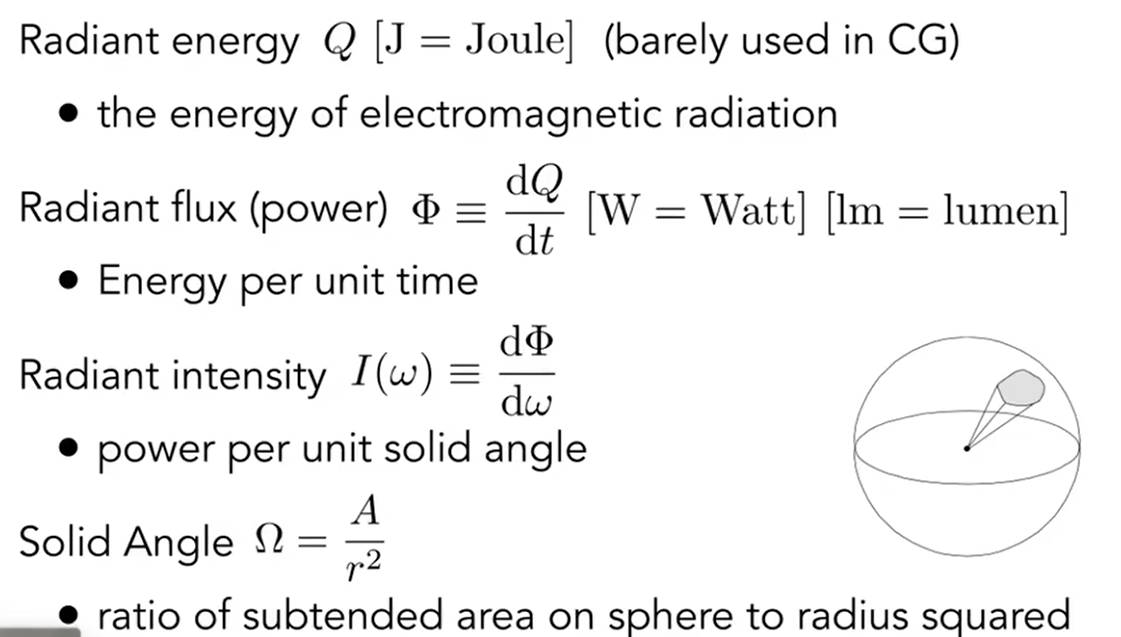 Radiant energy Q [J = Joule] (barely used in CG)
• the energy of electromagnetic radiation
Radiant flux (power) Φ ≡ dQ/dt [W = Watt] [lm = lumen]
• Energy per unit time
Radiant intensity I(ω) ≡ dΦ/dω
• power per unit solid angle
Solid Angle Ω = A/r²
• ratio of subtended area on sphere to radius squared